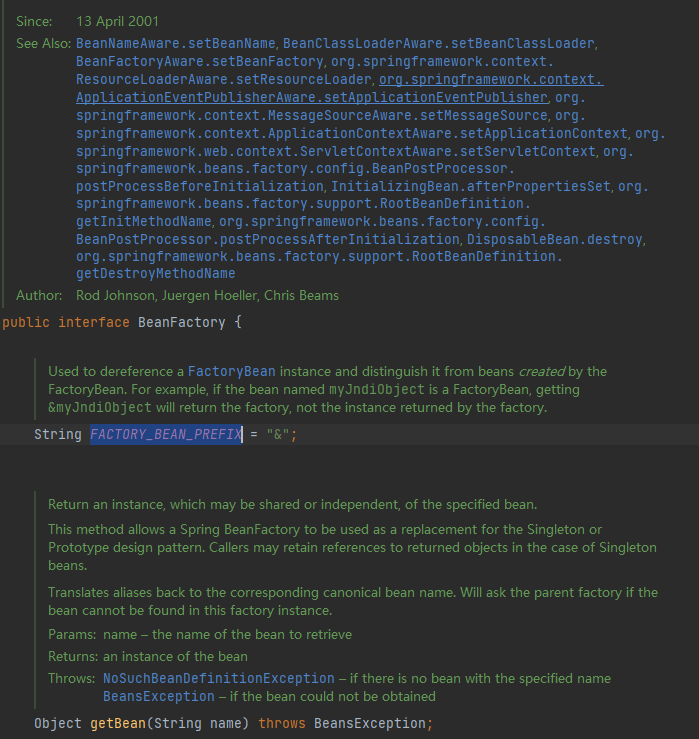 Since: 13 April 2001
See Also: BeanNameAware.setBeanName, BeanClassLoaderAware.setBeanClassLoader,
BeanFactoryAware.setBeanFactory, org.springframework.context.
ResourceLoaderAware.setResourceLoader, org.springframework.context.
ApplicationEventPublisherAware.setApplicationEventPublisher, org.
springframework.context.MessageSourceAware.setMessageSource, org.
springframework.context.ApplicationContextAware.setApplicationContext, org.
springframework.web.context.ServletContextAware.setServletContext, org.
springframework.beans.factory.config.BeanPostProcessor.
postProcessBeforeInitialization, InitializingBean.afterPropertiesSet, org.
springframework.beans.factory.support.RootBeanDefinition.
getInitMethodName, org.springframework.beans.factory.config.
BeanPostProcessor.postProcessAfterInitialization, DisposableBean.destroy,
org.springframework.beans.factory.support.RootBeanDefinition.
getDestroyMethodName
Author: Rod Johnson, Juergen Hoeller, Chris Beams
public interface BeanFactory {
Used to dereference a FactoryBean instance and distinguish it from beans created by the
FactoryBean. For example, if the bean named myJndiObject is a FactoryBean, getting
&myJndiObject will return the factory, not the instance returned by the factory.
String FACTORY_BEAN_PREFIX = "&";
Return an instance, which may be shared or independent, of the specified bean.
This method allows a Spring BeanFactory to be used as a replacement for the Singleton or
Prototype design pattern. Callers may retain references to returned objects in the case of Singleton
beans.
Translates aliases back to the corresponding canonical bean name. Will ask the parent factory if the
bean cannot be found in this factory instance.
Params: name – the name of the bean to retrieve
Returns: an instance of the bean
Throws: NoSuchBeanDefinitionException – if there is no bean with the specified name
BeansException – if the bean could not be obtained
Object getBean(String name) throws BeansException;